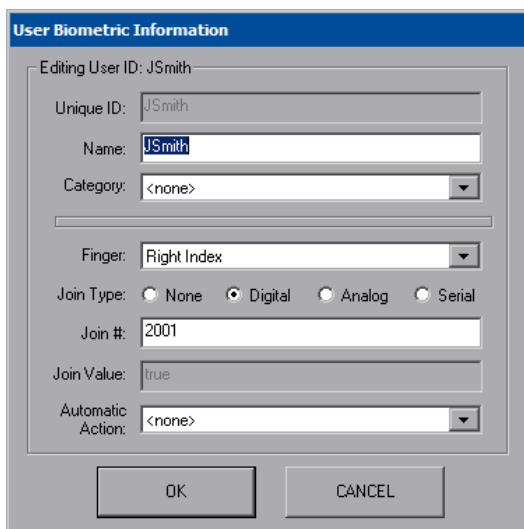 User Biometric Information
Editing User ID: JSmith
Unique ID: JSmith
Name: JSmith
Category: <none>
Finger: Right Index
Join Type: None Digital Analog Serial
Join #: 2001
Join Value: true
Automatic
Action: <none>
OK CANCEL